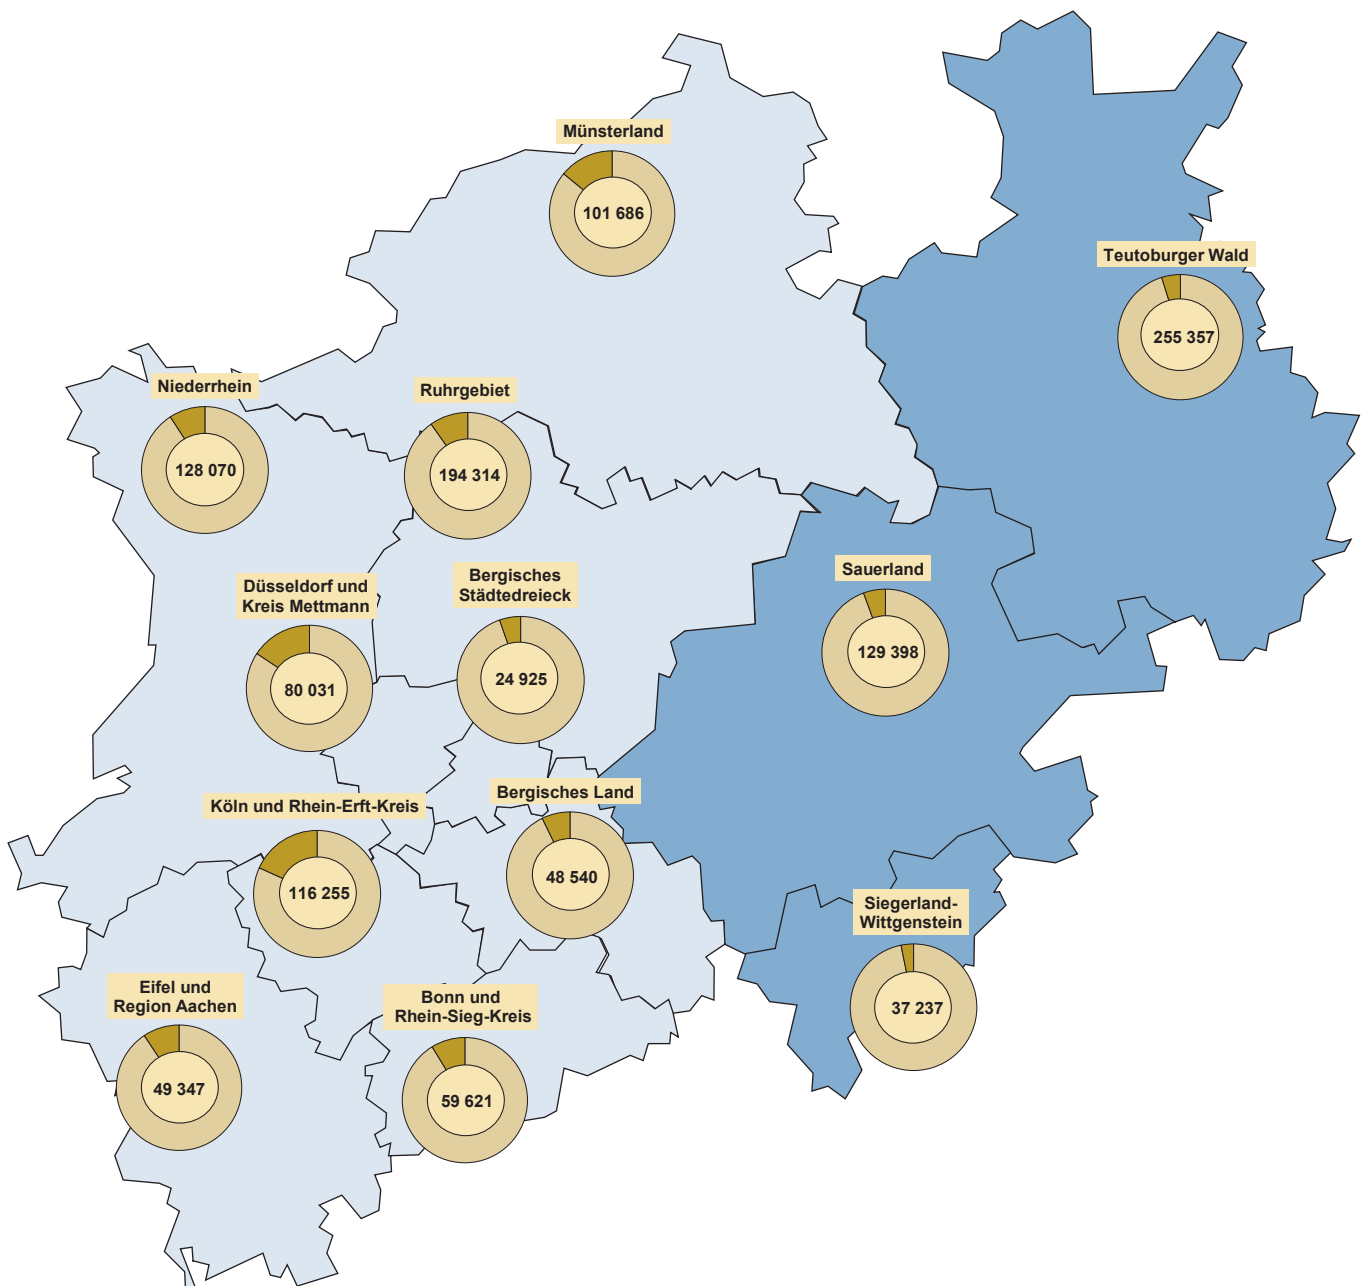 Münsterland
101 686
Teutoburger Wald
255 357
Niederrhein
128 070
Ruhrgebiet
194 314
Düsseldorf und
Kreis Mettmann
80 031
Bergisches
Städtedreieck
24 925
Sauerland
129 398
Köln und Rhein-Erft-Kreis
116 255
Bergisches Land
48 540
Siegerland-
Wittgenstein
37 237
Eifel und
Region Aachen
49 347
Bonn und
Rhein-Sieg-Kreis
59 621